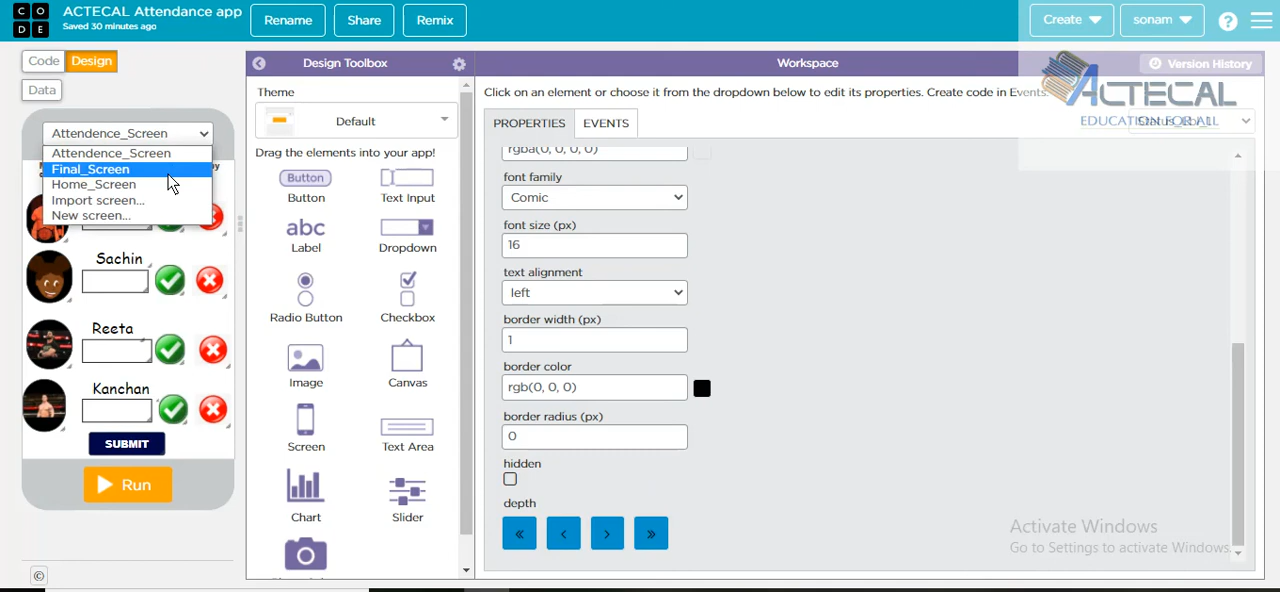 C O
D E
ACTECAL Attendance app
Saved 30 minutes ago
Rename
Share
Remix
Create
sonam
?
Code
Design
Data
Design Toolbox
Workspace
Version History
ACTECAL
EDUCATION FOR ALL
Theme
Default
Drag the elements into your app!
Button
Button
Text Input
abc
Label
Dropdown
Radio Button
Checkbox
Image
Canvas
Screen
Text Area
Chart
Slider
Click on an element or choose it from the dropdown below to edit its properties. Create code in Events.
PROPERTIES
EVENTS
rgba(0, 0, 0, 0)
font family
Comic
font size (px)
16
text alignment
left
border width (px)
1
border color
rgb(0, 0, 0)
border radius (px)
0
hidden
depth
« < > »
Attendence_Screen
Attendence_Screen
Final_Screen
Home_Screen
Import screen...
New screen...
Sachin
Reeta
Kanchan
SUBMIT
Run
©
Activate Windows
Go to Settings to activate Windows.